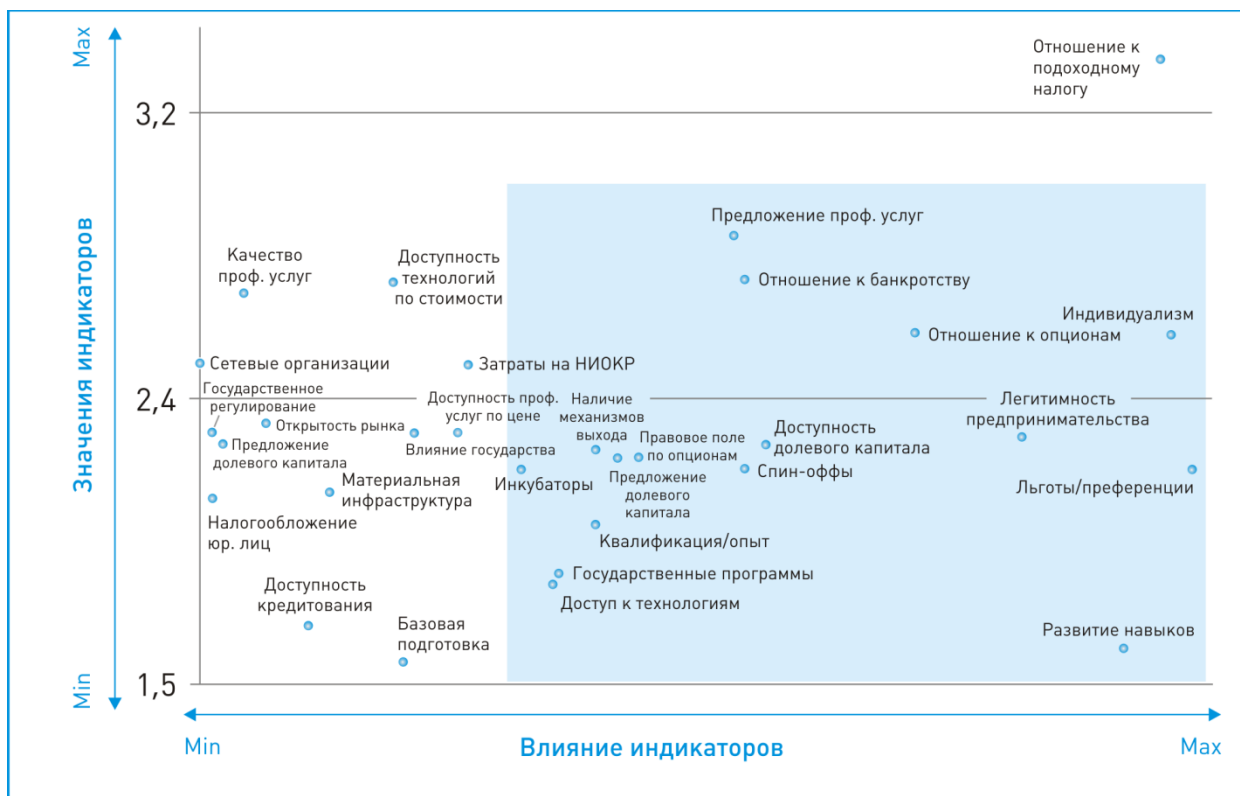 Max
Значения индикаторов
Min
3,2
2,4
1,5
Отношение к
подоходному
налогу
Предложение проф. услуг
Качество
проф. услуг
Доступность
технологий
по стоимости
Отношение к банкротству
Индивидуализм
Отношение к опционам
Сетевые организации
Затраты на НИОКР
Государственное
регулирование
Открытость рынка
Предложение
долевого капитала
Доступность проф.
услуг по цене
Влияние государства
Наличие
механизмов
выхода
Правовое поле
по опционам
Доступность
долевого капитала
Легитимность
предпринимательства
Материальная
инфраструктура
Инкубаторы
Предложение
долевого
капитала
Спин-оффы
Льготы/преференции
Налогообложение
юр. лиц
Квалификация/опыт
Государственные программы
Доступ к технологиям
Доступность
кредитования
Базовая
подготовка
Развитие навыков
Min
Влияние индикаторов
Max